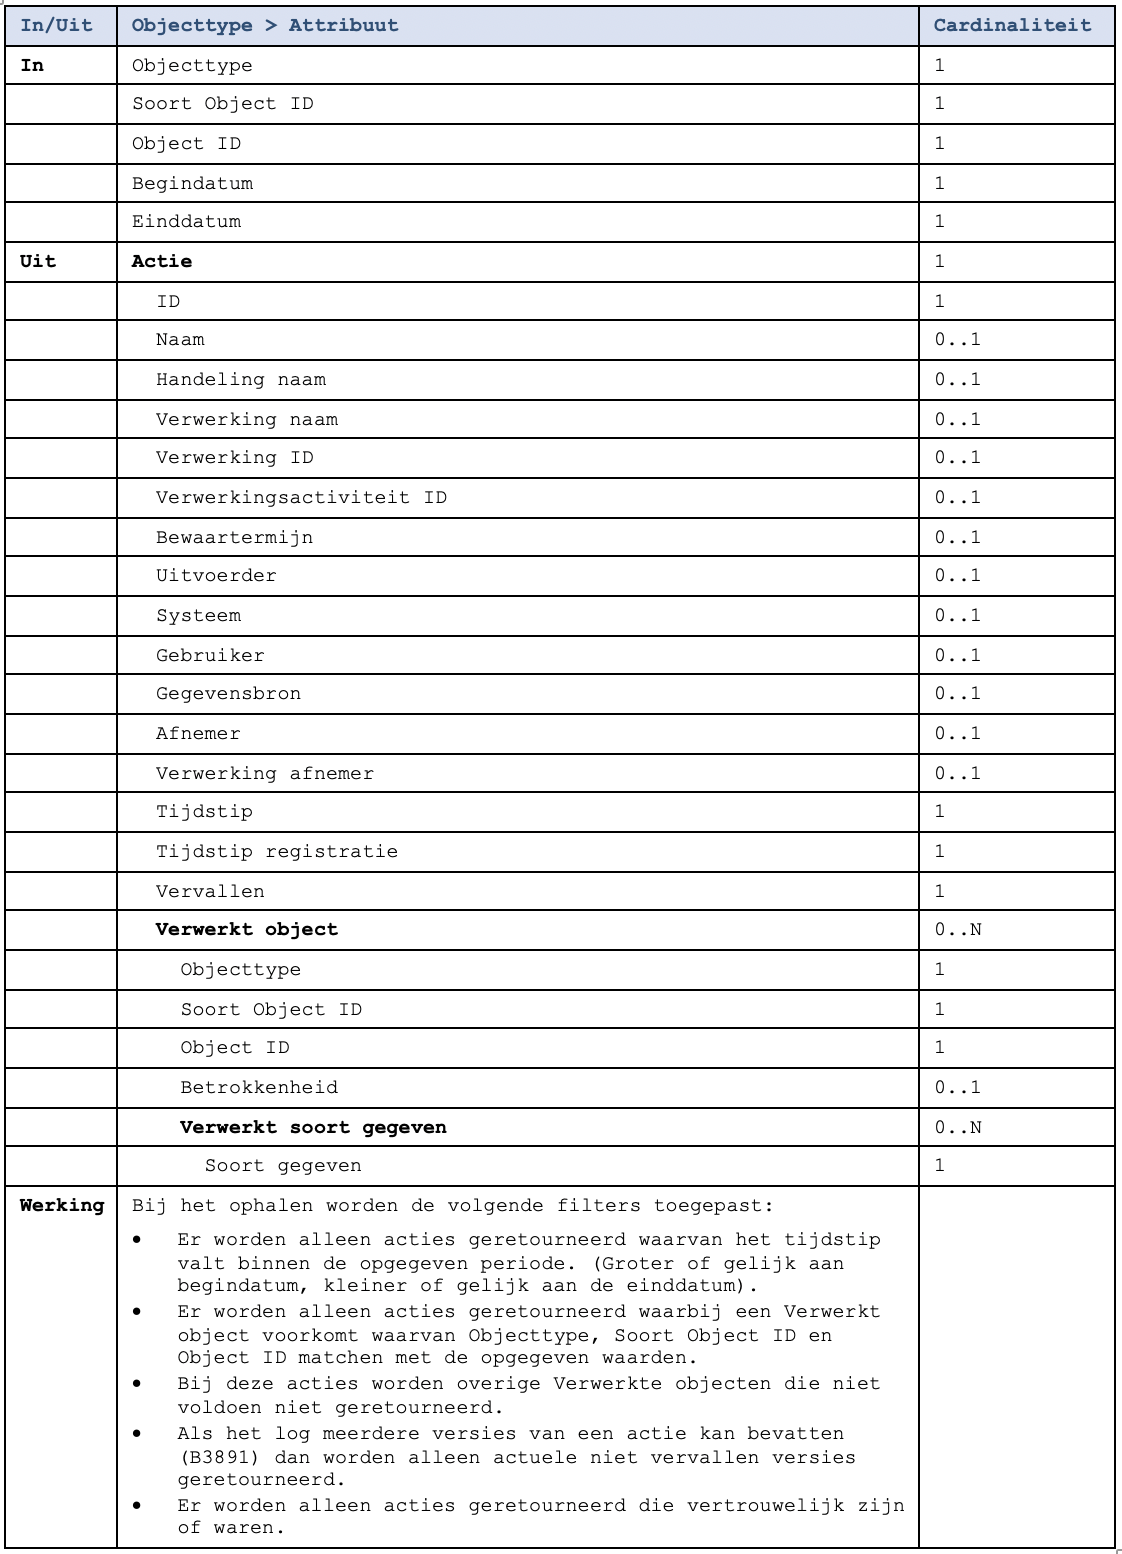 In/Uit Objecttype > Attribuut Cardinaliteit
In Objecttype 1
Soort Object ID 1
Object ID 1
Begindatum 1
Einddatum 1
Uit Actie 1
ID 1
Naam 0..1
Handeling naam 0..1
Verwerking naam 0..1
Verwerking ID 0..1
Verwerkingsactiviteit ID 0..1
Bewaartermijn 0..1
Uitvoerder 0..1
Systeem 0..1
Gebruiker 0..1
Gegevensbron 0..1
Afnemer 0..1
Verwerking afnemer 0..1
Tijdstip 1
Tijdstip registratie 1
Vervallen 1
Verwerkt object 0..N
Objecttype 1
Soort Object ID 1
Object ID 1
Betrokkenheid 0..1
Verwerkt soort gegeven 0..N
Soort gegeven 1
Werking Bij het ophalen worden de volgende filters toegepast:
• Er worden alleen acties geretourneerd waarvan het tijdstip
valt binnen de opgegeven periode. (Groter of gelijk aan
begindatum, kleiner of gelijk aan de einddatum).
• Er worden alleen acties geretourneerd waarbij een Verwerkt
object voorkomt waarvan Objecttype, Soort Object ID en
Object ID matchen met de opgegeven waarden.
• Bij deze acties worden overige Verwerkte objecten die niet
voldoen niet geretourneerd.
• Als het log meerdere versies van een actie kan bevatten
(B3891) dan worden alleen actuele niet vervallen versies
geretourneerd.
• Er worden alleen acties geretourneerd die vertrouwelijk zijn
of waren.